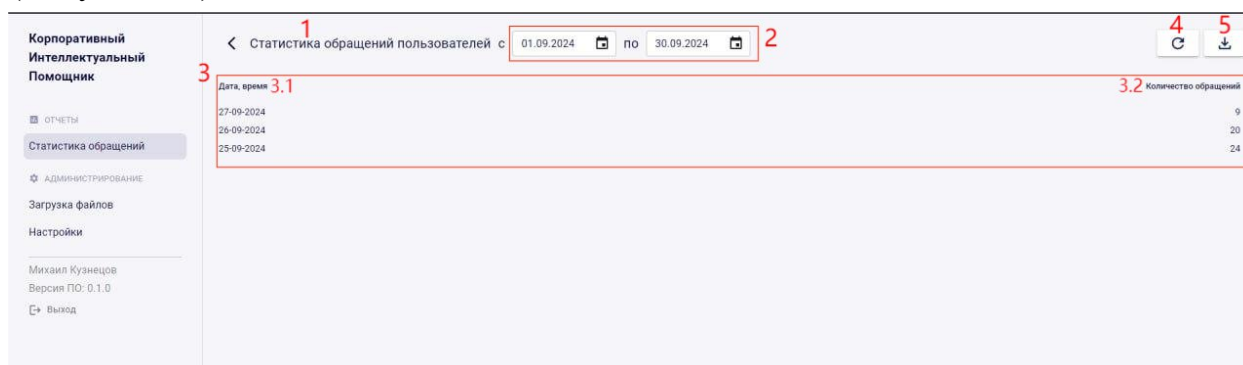 Корпоративный
Интеллектуальный
Помощник
ОТЧЕТЫ
Статистика обращений
АДМИНИСТРИРОВАНИЕ
Загрузка файлов
Настройки
Михаил Кузнецов
Версия ПО: 0.1.0
Выход
1
Статистика обращений пользователей с 01.09.2024 по 30.09.2024 2
4 5
3
Дата, время 3.1 3.2 Количество обращений
27-09-2024 9
26-09-2024 20
25-09-2024 24